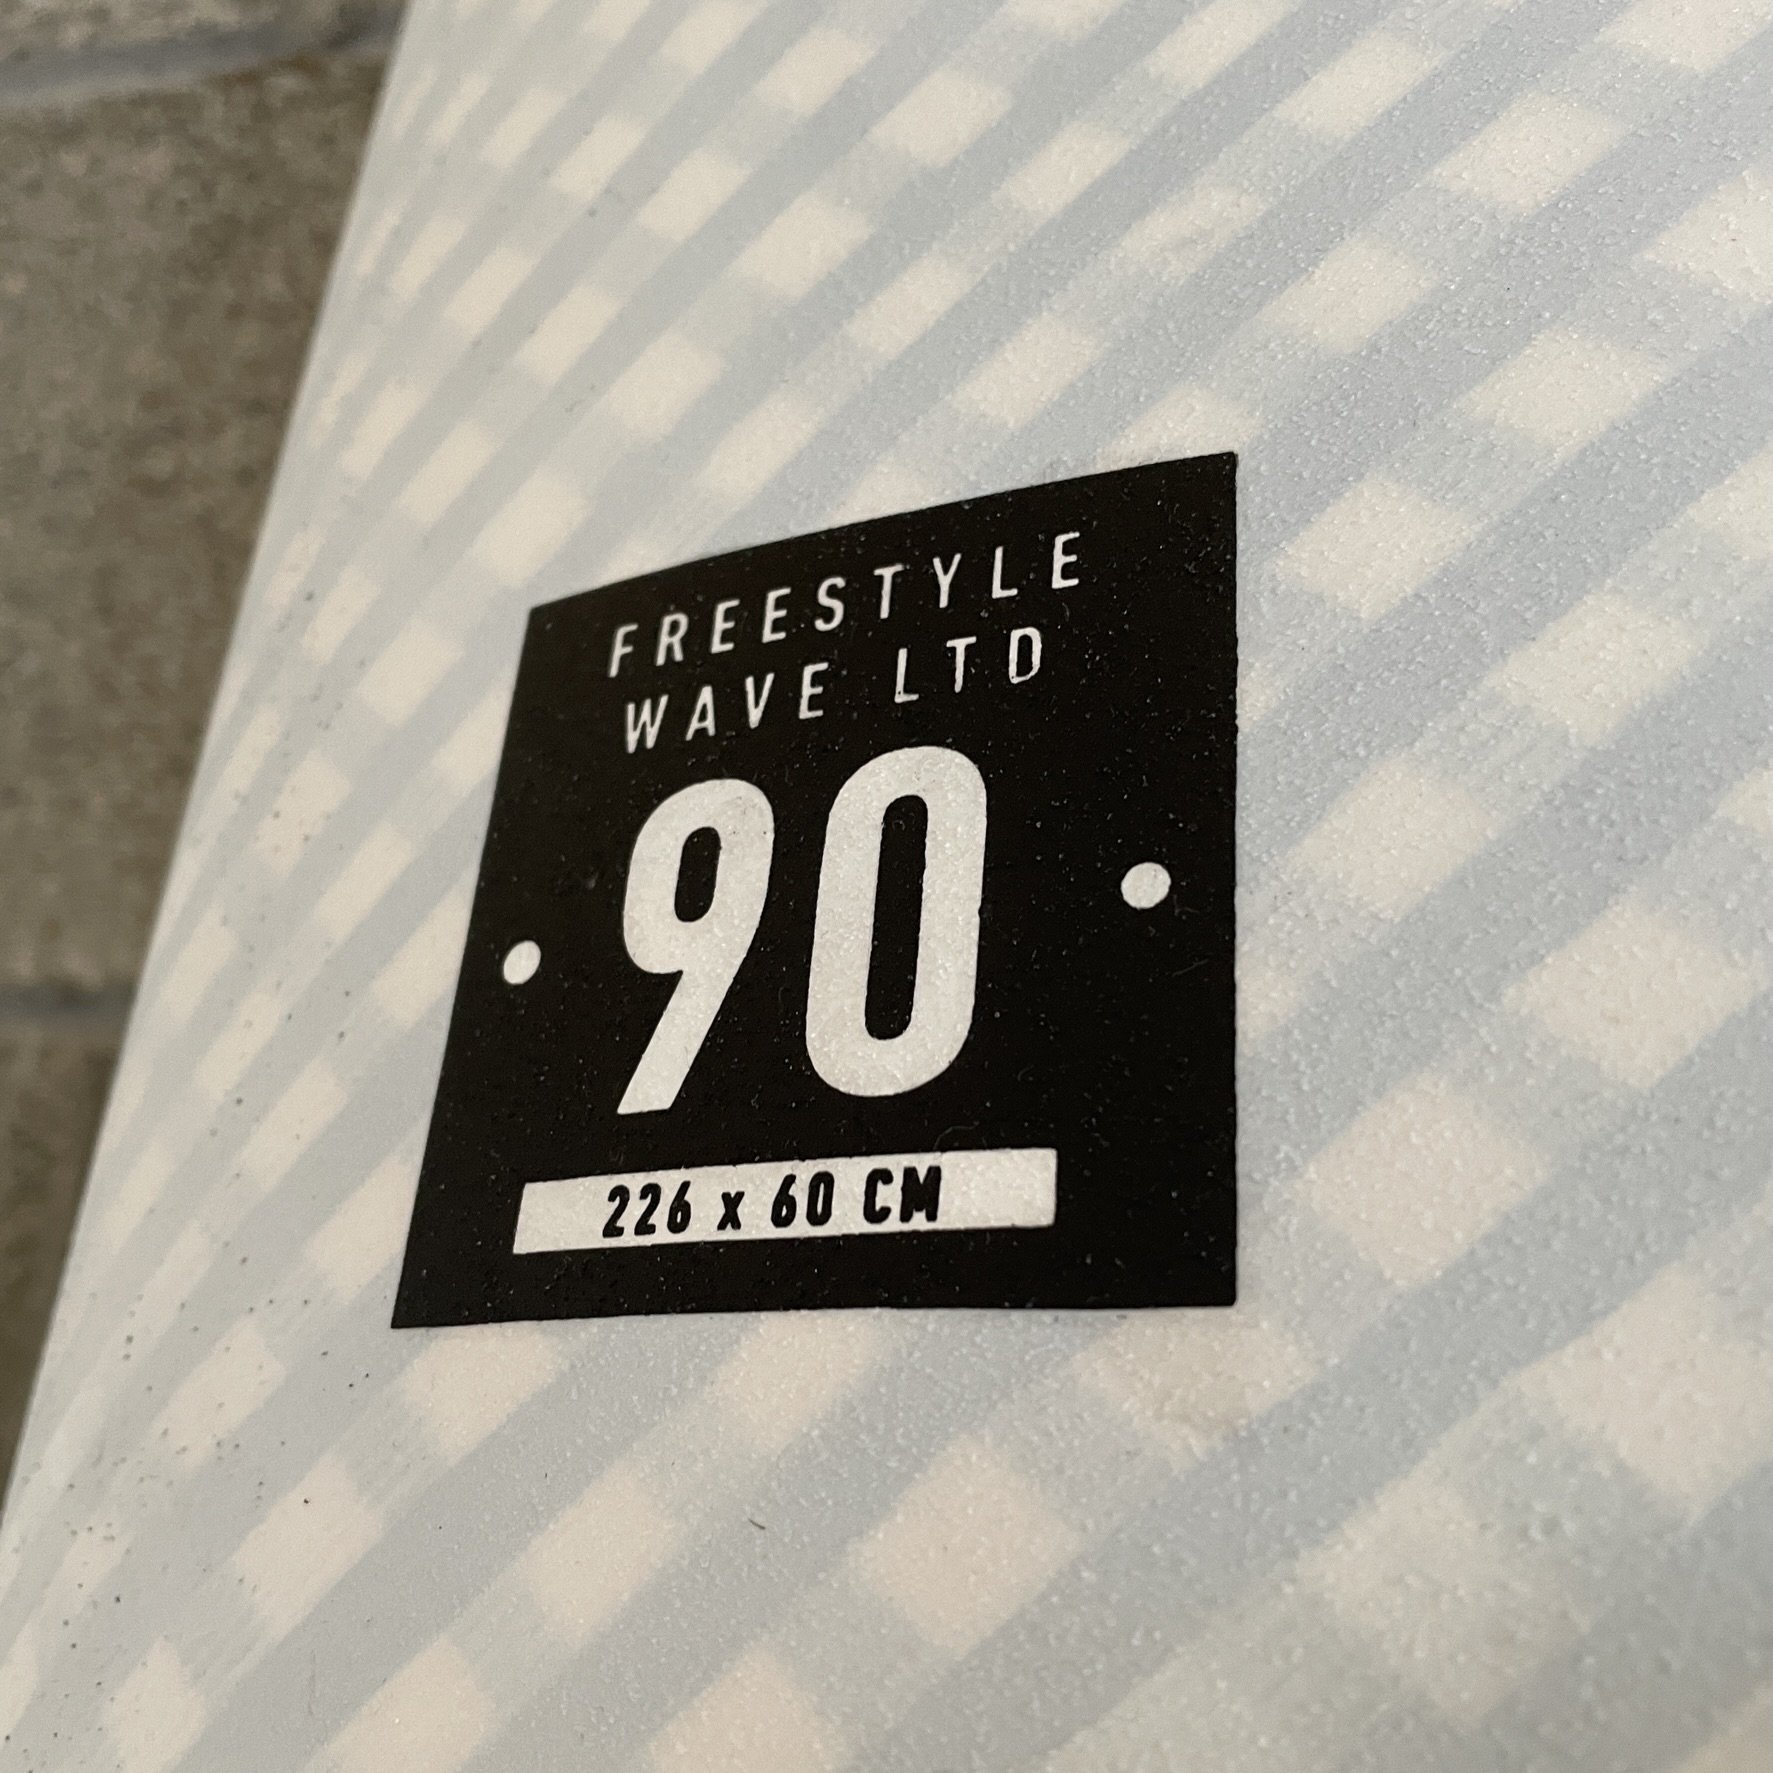 FREESTYLE
WAVE LTD
• 90 •
226 x 60 CM